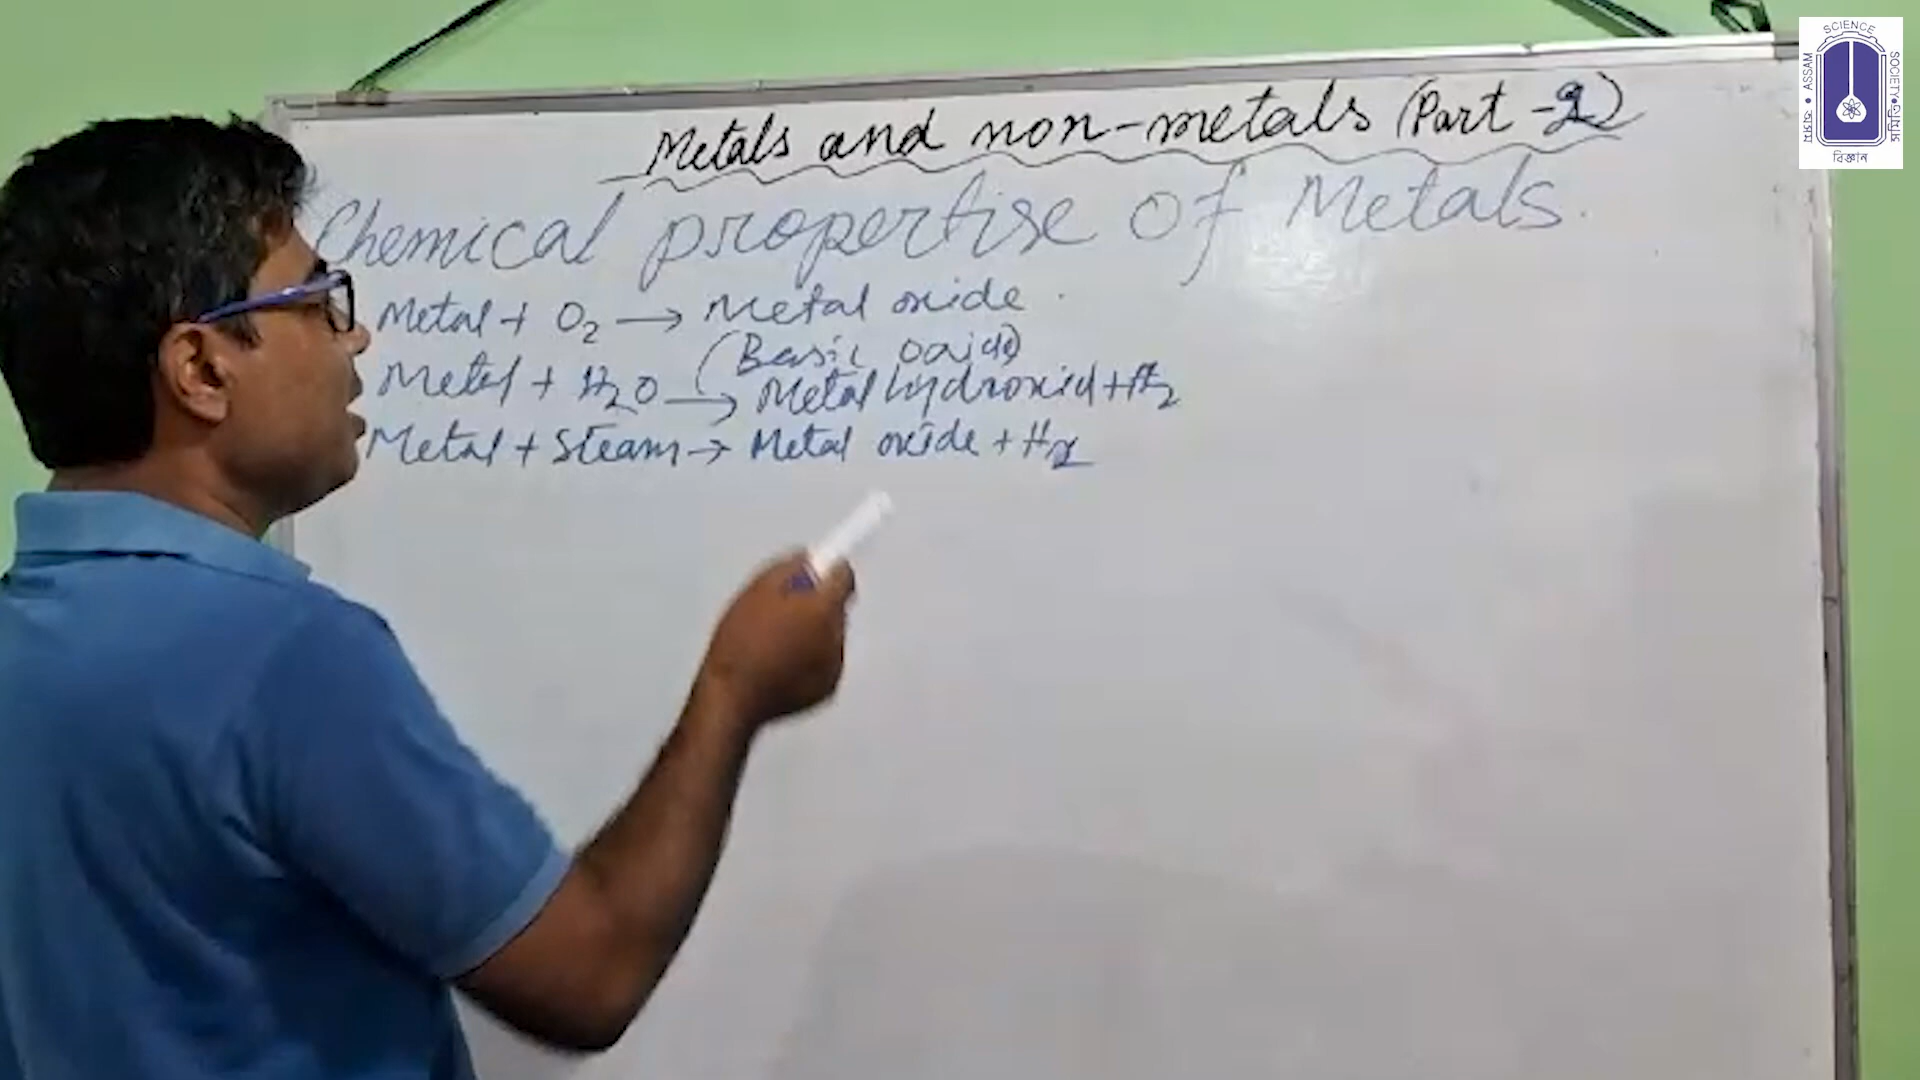 Metals and non-metals (Part-2)
Chemical propertise of Metals.
Metal + O2 → Metal oxide.
(Basic oxide)
Metal + H2O → Metal hydroxid + H2
Metal + Steam → Metal oxide + H2
ASSAM SCIENCE SOCIETY
বিজ্ঞান